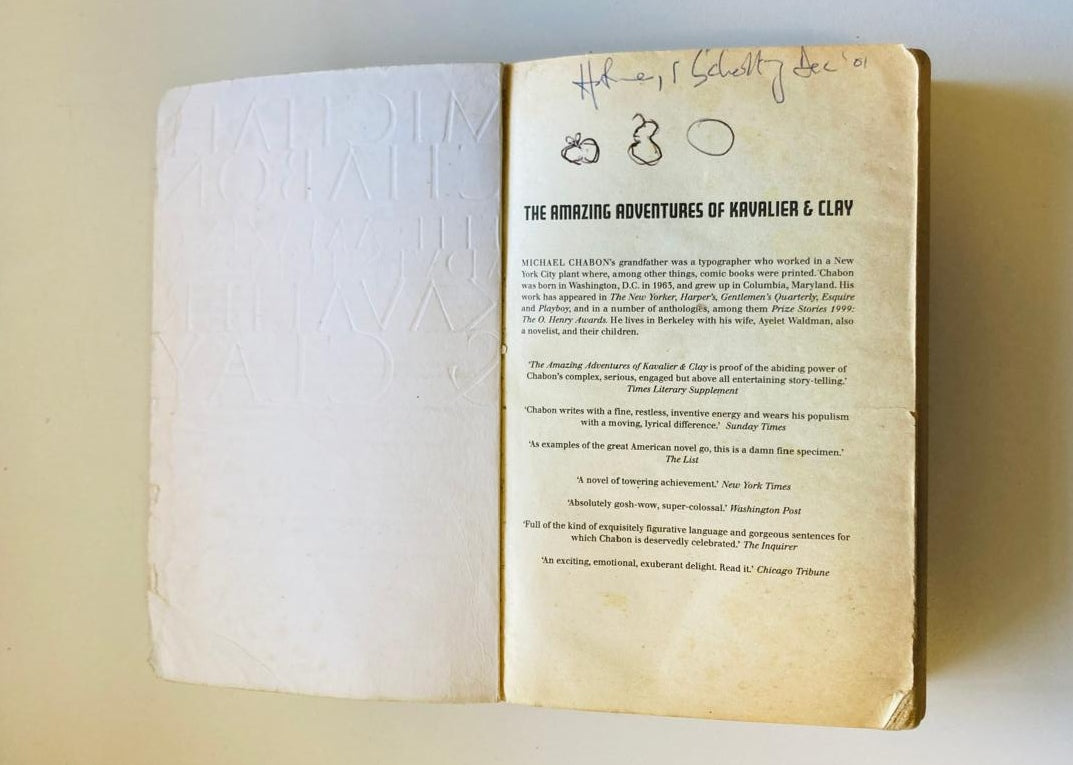 MICHAEL
CHABON
Dec '01
THE AMAZING ADVENTURES OF KAVALIER & CLAY
MICHAEL CHABON's grandfather was a typographer who worked in a New
York City plant where, among other things, comic books were printed. Chabon
was born in Washington, D.C. in 1963, and grew up in Columbia, Maryland. His
work has appeared in The New Yorker, Harper's, Gentlemen's Quarterly, Esquire
and Playboy, and in a number of anthologies, among them Prize Stories 1999:
The O. Henry Awards. He lives in Berkeley with his wife, Ayelet Waldman, also
a novelist, and their children.
'The Amazing Adventures of Kavalier & Clay is proof of the abiding power of
Chabon's complex, serious, engaged but above all entertaining story-telling.'
Times Literary Supplement
'Chabon writes with a fine, restless, inventive energy and wears his populism
with a moving, lyrical difference.' Sunday Times
'As examples of the great American novel go, this is a damn fine specimen.'
The List
'A novel of towering achievement.' New York Times
'Absolutely gosh-wow, super-colossal.' Washington Post
'Full of the kind of exquisitely figurative language and gorgeous sentences for
which Chabon is deservedly celebrated.' The Inquirer
'An exciting, emotional, exuberant delight. Read it.' Chicago Tribune